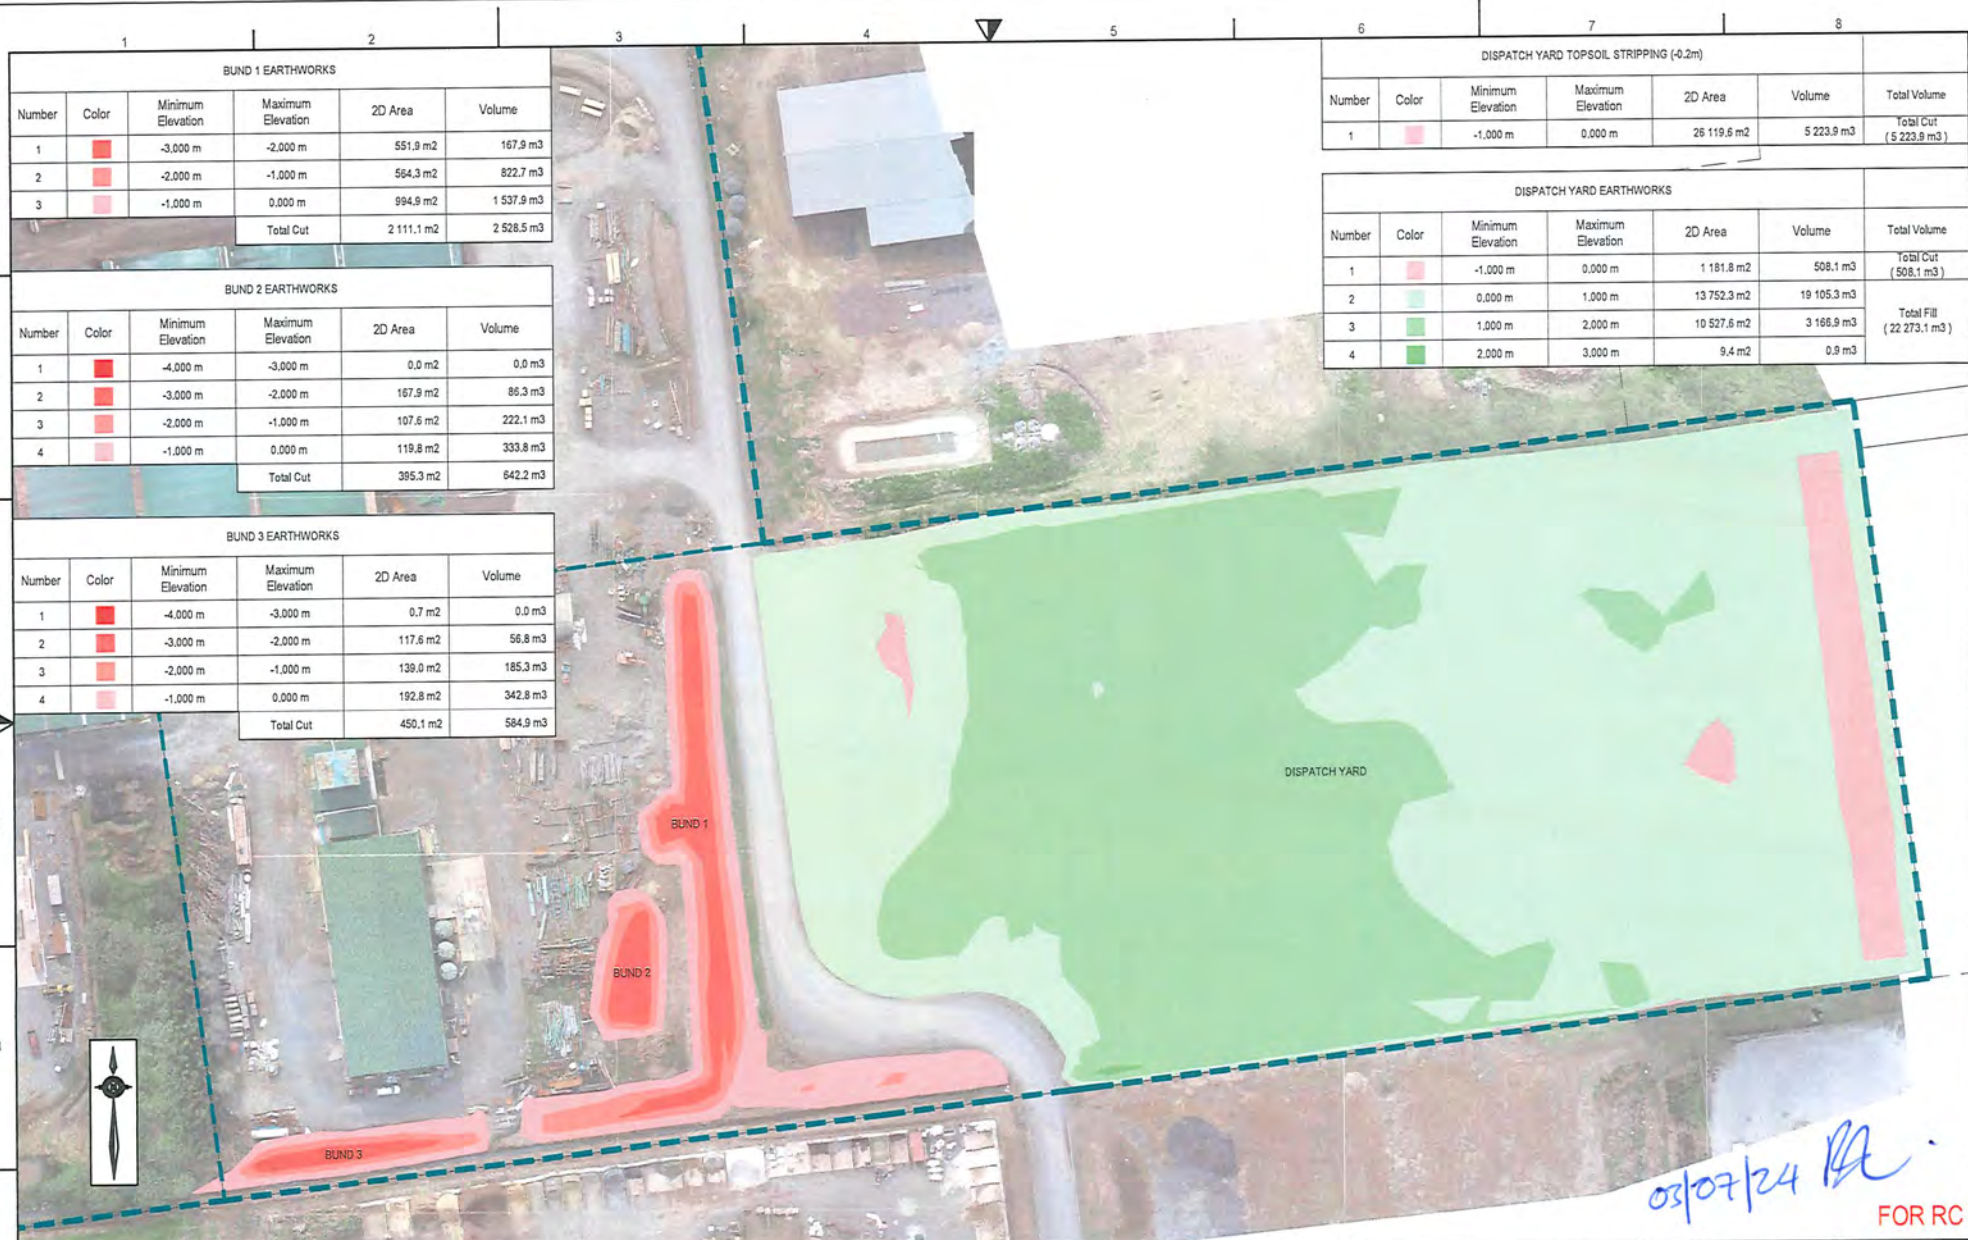 1 2 3 4 5 6 7 8
BUND 1 EARTHWORKS
Number Color Minimum Elevation Maximum Elevation 2D Area Volume
1 -3.000 m -2.000 m 551.9 m2 167.9 m3
2 -2.000 m -1.000 m 564.3 m2 822.7 m3
3 -1.000 m 0.000 m 994.9 m2 1 537.9 m3
Total Cut 2 111.1 m2 2 528.5 m3
BUND 2 EARTHWORKS
Number Color Minimum Elevation Maximum Elevation 2D Area Volume
1 -4.000 m -3.000 m 0.0 m2 0.0 m3
2 -3.000 m -2.000 m 167.9 m2 86.3 m3
3 -2.000 m -1.000 m 107.6 m2 222.1 m3
4 -1.000 m 0.000 m 119.8 m2 333.8 m3
Total Cut 395.3 m2 642.2 m3
BUND 3 EARTHWORKS
Number Color Minimum Elevation Maximum Elevation 2D Area Volume
1 -4.000 m -3.000 m 0.7 m2 0.0 m3
2 -3.000 m -2.000 m 117.6 m2 56.8 m3
3 -2.000 m -1.000 m 139.0 m2 185.3 m3
4 -1.000 m 0.000 m 192.8 m2 342.8 m3
Total Cut 450.1 m2 584.9 m3
DISPATCH YARD TOPSOIL STRIPPING (-0.2m)
Number Color Minimum Elevation Maximum Elevation 2D Area Volume Total Volume
1 -1.000 m 0.000 m 26 119.6 m2 5 223.9 m3 Total Cut ( 5 223.9 m3 )
DISPATCH YARD EARTHWORKS
Number Color Minimum Elevation Maximum Elevation 2D Area Volume Total Volume
1 -1.000 m 0.000 m 1 181.8 m2 508.1 m3 Total Cut ( 508.1 m3 )
2 0.000 m 1.000 m 13 752.3 m2 19 105.3 m3
3 1.000 m 2.000 m 10 527.6 m2 3 166.9 m3
4 2.000 m 3.000 m 9.4 m2 0.9 m3
Total Fill ( 22 273.1 m3 )
DISPATCH YARD
BUND 1
BUND 2
BUND 3
03/07/24
FOR RC